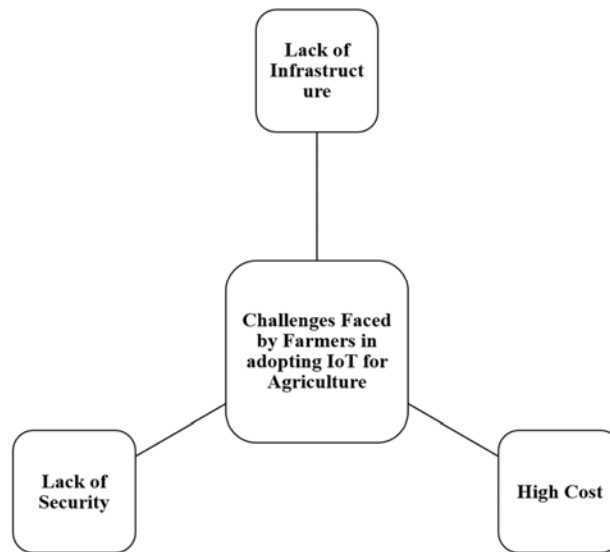 Lack of
Infrastruct
ure
Challenges Faced
by Farmers in
adopting IoT for
Agriculture
Lack of
Security
High Cost